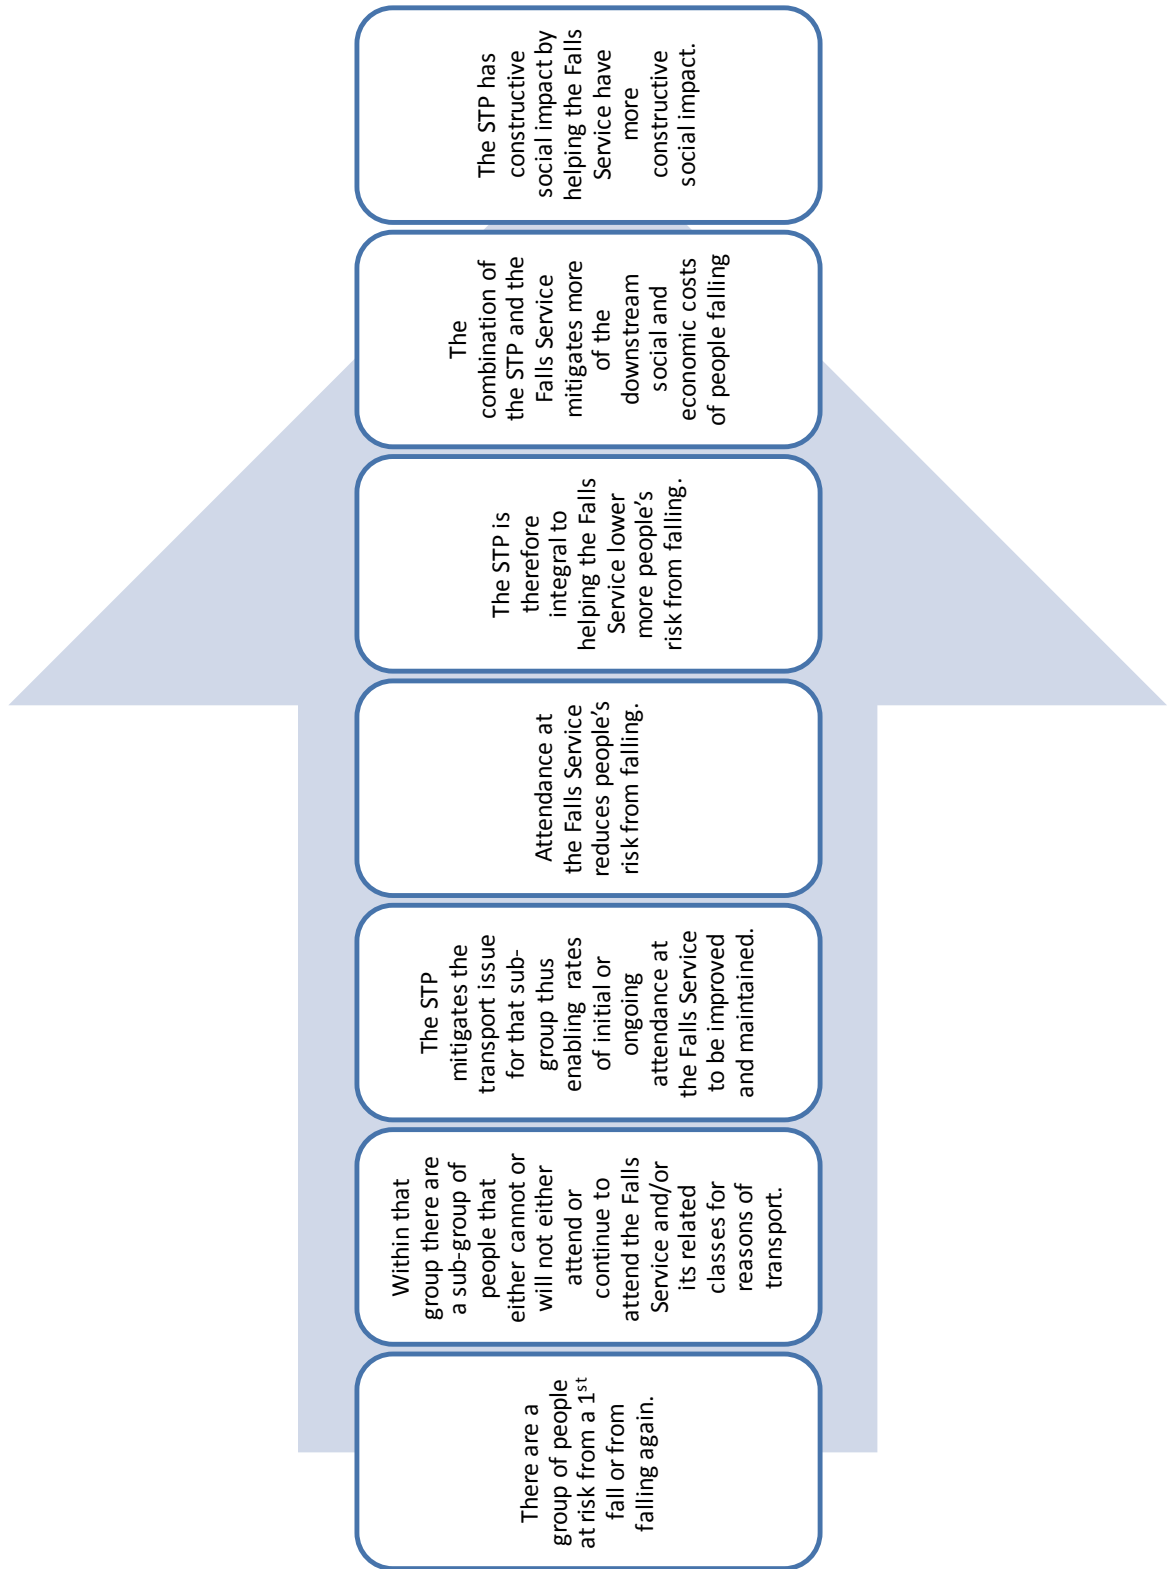 There are a
group of people
at risk from a 1st
fall or from
falling again.
Within that
group there are
a sub-group of
people that
either cannot or
will not either
attend or
continue to
attend the Falls
Service and/or
its related
classes for
reasons of
transport.
The STP
mitigates the
transport issue
for that sub-
group thus
enabling rates
of initial or
ongoing
attendance at
the Falls Service
to be improved
and maintained.
Attendance at
the Falls Service
reduces people’s
risk from falling.
The STP is
therefore
integral to
helping the Falls
Service lower
more people’s
risk from falling.
The
combination of
the STP and the
Falls Service
mitigates more
of the
downstream
social and
economic costs
of people falling
The STP has
constructive
social impact by
helping the Falls
Service have
more
constructive
social impact.